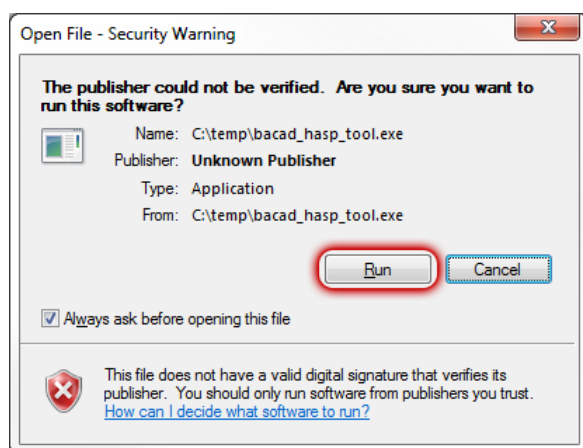 Open File - Security Warning
The publisher could not be verified.  Are you sure you want to
run this software?
Name: C:\temp\bacad_hasp_tool.exe
Publisher: Unknown Publisher
Type: Application
From: C:\temp\bacad_hasp_tool.exe
Run Cancel
Always ask before opening this file
This file does not have a valid digital signature that verifies its
publisher.  You should only run software from publishers you trust.
How can I decide what software to run?